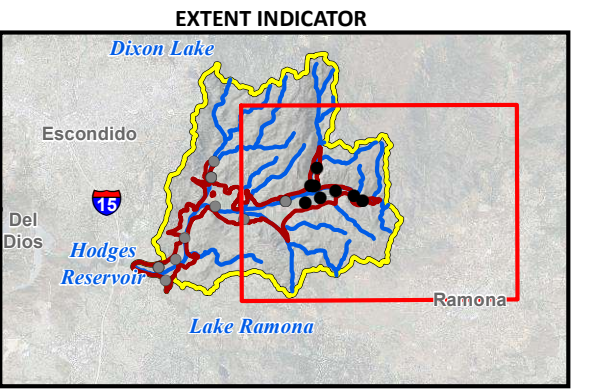 EXTENT INDICATOR
Dixon Lake
Escondido
15
Del
Dios
Hodges
Reservoir
Ramona
Lake Ramona